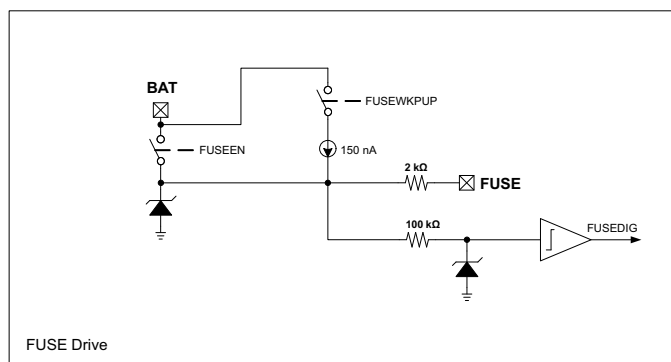 BAT
FUSEWKPUP
FUSEEN
150 nA
2 kΩ
FUSE
100 kΩ
FUSEDIG
FUSE Drive